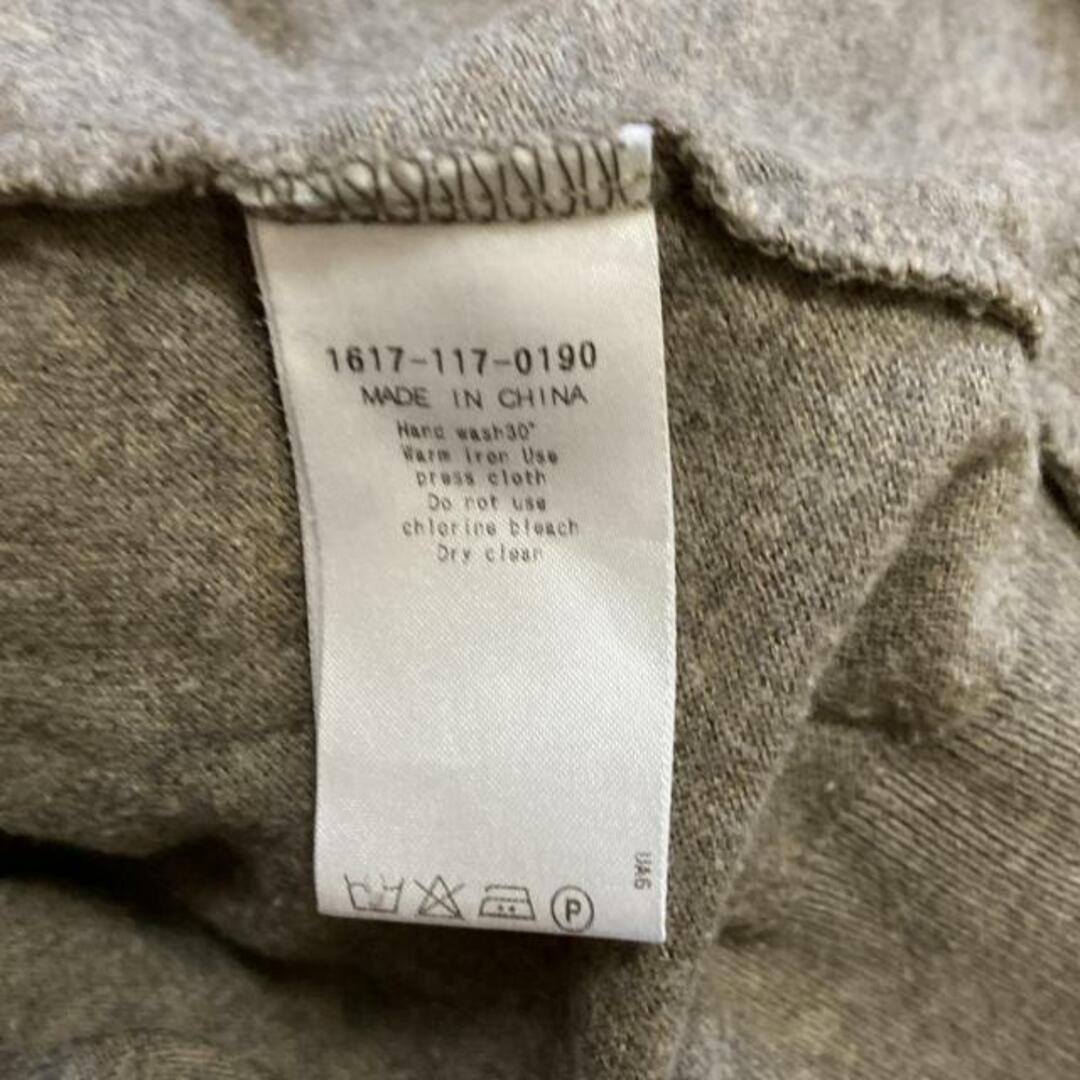 1617-117-0190
MADE IN CHINA
Hand wash30°
Warm iron Use
press cloth
Do not use
chlorine bleach
Dry clean
UA6
P